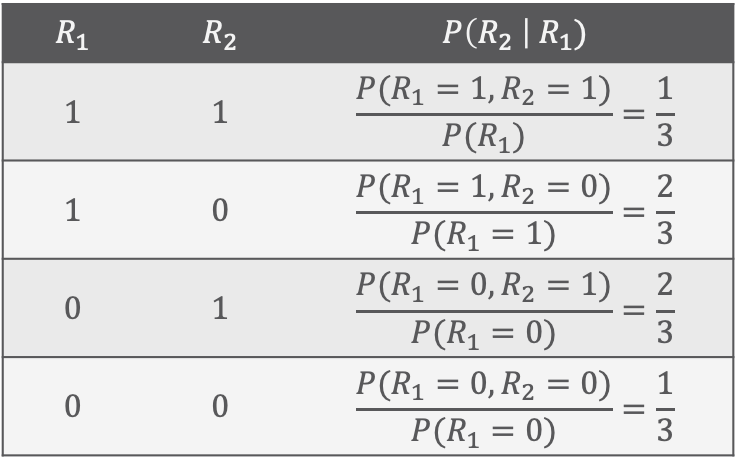 R₁ R₂ P(R₂ | R₁)
1 1 P(R₁ = 1, R₂ = 1) / P(R₁) = 1/3
1 0 P(R₁ = 1, R₂ = 0) / P(R₁ = 1) = 2/3
0 1 P(R₁ = 0, R₂ = 1) / P(R₁ = 0) = 2/3
0 0 P(R₁ = 0, R₂ = 0) / P(R₁ = 0) = 1/3